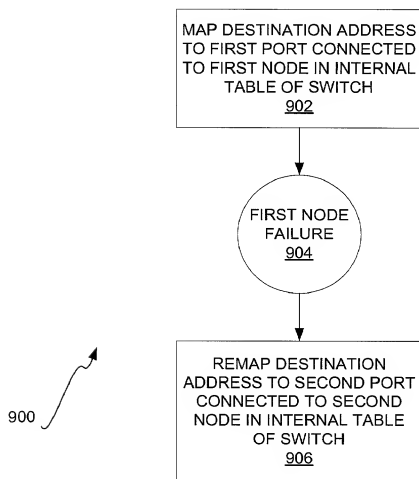 MAP DESTINATION ADDRESS
TO FIRST PORT CONNECTED
TO FIRST NODE IN INTERNAL
TABLE OF SWITCH
902
FIRST NODE
FAILURE
904
REMAP DESTINATION
ADDRESS TO SECOND PORT
CONNECTED TO SECOND
NODE IN INTERNAL TABLE
OF SWITCH
906
900